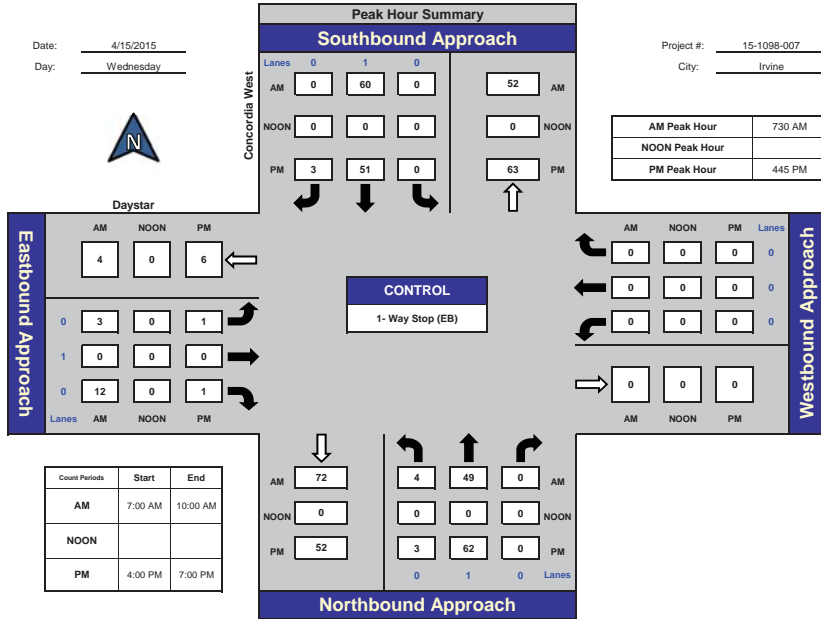 Peak Hour Summary
Southbound Approach
Date: 4/15/2015
Day: Wednesday
Project #: 15-1098-007
City: Irvine
Concordia West
Lanes 0 1 0
AM 0 60 0 52 AM
NOON 0 0 0 0 NOON
PM 3 51 0 63 PM
N
AM Peak Hour 730 AM
NOON Peak Hour
PM Peak Hour 445 PM
Daystar
Eastbound Approach
AM NOON PM
4 0 6
0 3 0 1
1 0 0 0
0 12 0 1
Lanes AM NOON PM
CONTROL
1- Way Stop (EB)
AM NOON PM Lanes
0 0 0 0
0 0 0 0
0 0 0 0
0 0 0
AM NOON PM
Westbound Approach
Count Periods Start End
AM 7:00 AM 10:00 AM
NOON
PM 4:00 PM 7:00 PM
AM 72 4 49 0 AM
NOON 0 0 0 0 NOON
PM 52 3 62 0 PM
0 1 0 Lanes
Northbound Approach